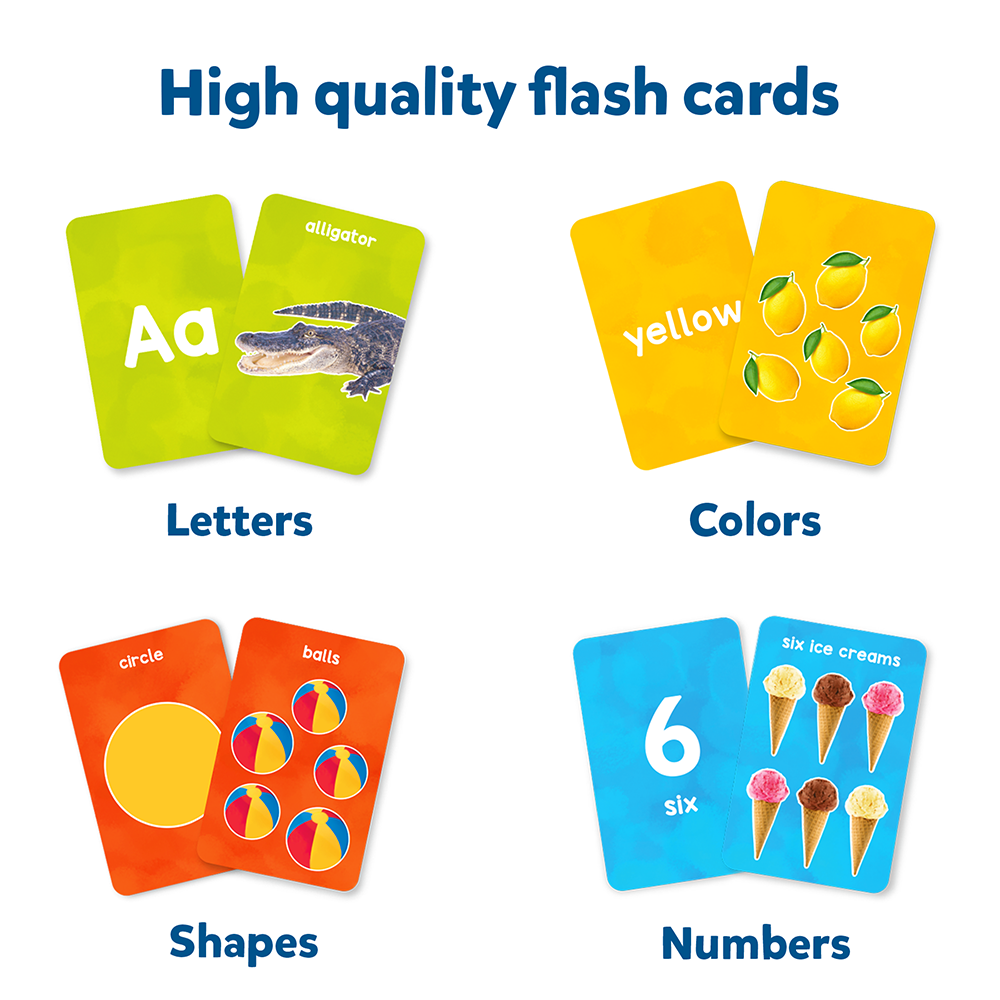 High quality flash cards
Aa
alligator
Letters
yellow
Colors
circle
balls
Shapes
6
six
six ice creams
Numbers